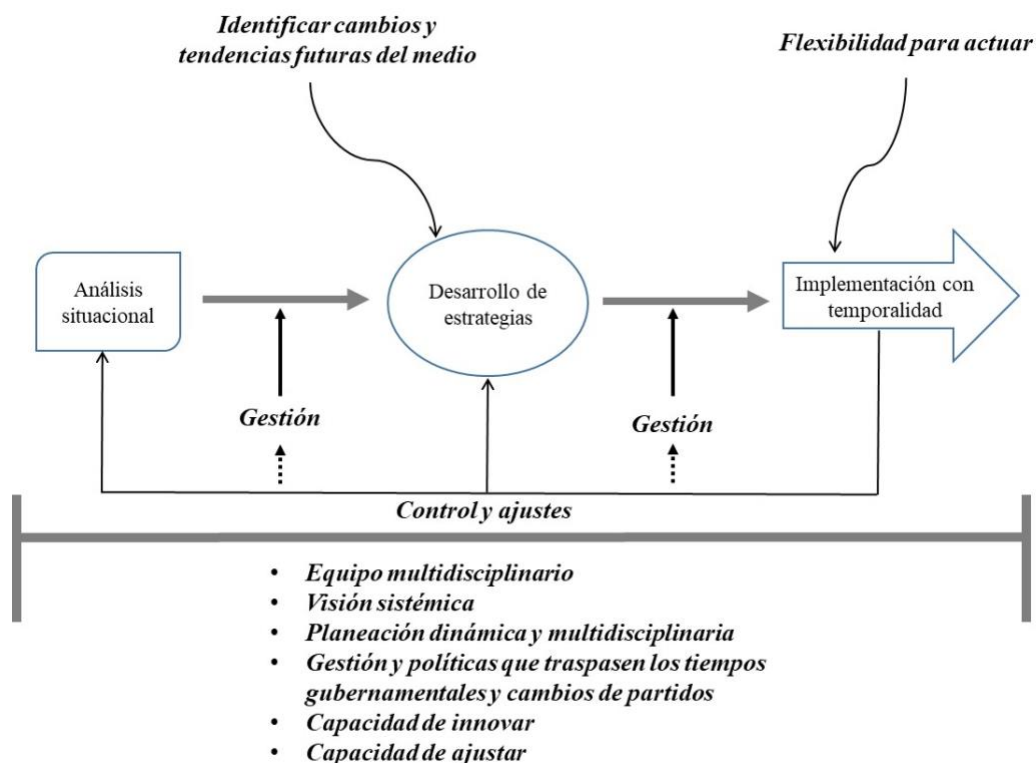 Identificar cambios y
tendencias futuras del medio
Flexibilidad para actuar
Análisis
situacional
Desarrollo de
estrategias
Implementación con
temporalidad
Gestión
Gestión
Control y ajustes
• Equipo multidisciplinario
• Visión sistémica
• Planeación dinámica y multidisciplinaria
• Gestión y políticas que traspasen los tiempos
gubernamentales y cambios de partidos
• Capacidad de innovar
• Capacidad de ajustar